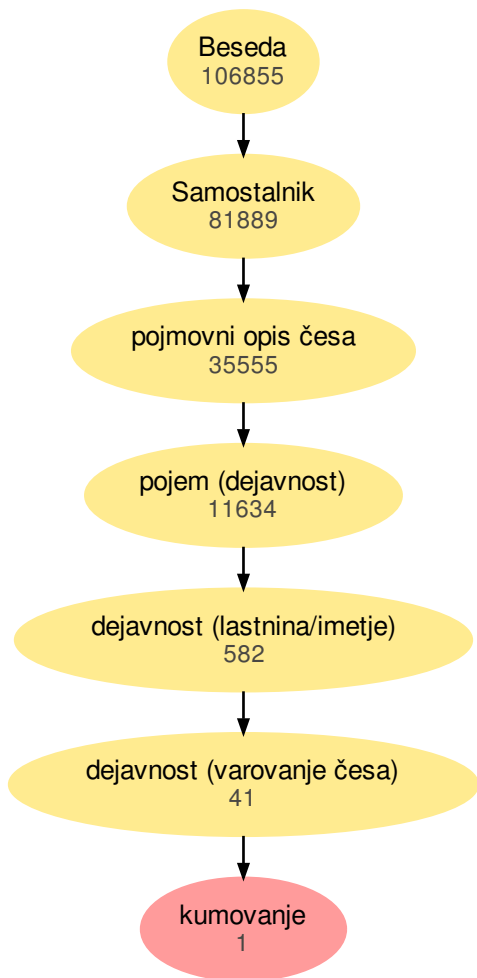 Beseda
106855
Samostalnik
81889
pojmovni opis česa
35555
pojem (dejavnost)
11634
dejavnost (lastnina/imetje)
582
dejavnost (varovanje česa)
41
kumovanje
1